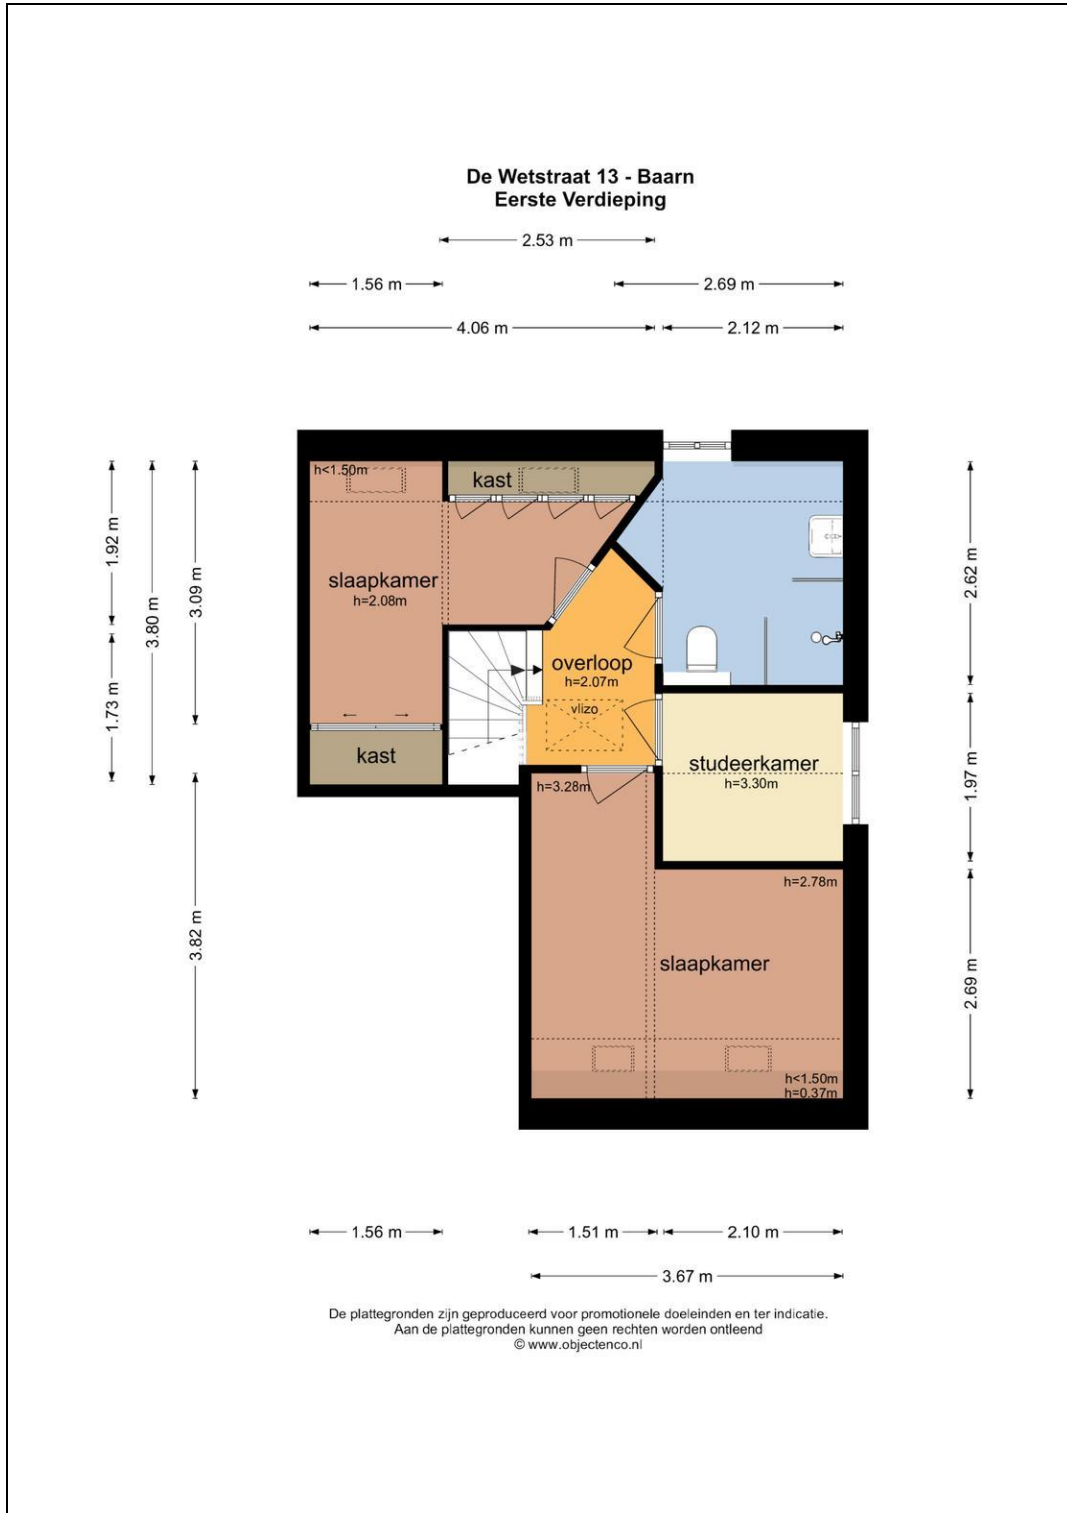 De Wetstraat 13 - Baarn
Eerste Verdieping
2.53 m
1.56 m
2.69 m
4.06 m
2.12 m
h<1.50m
kast
slaapkamer
h=2.08m
1.92 m
3.80 m
3.09 m
1.73 m
2.62 m
overloop
h=2.07m
vlizo
kast
studeerkamer
h=3.30m
h=3.28m
1.97 m
h=2.78m
slaapkamer
3.82 m
2.69 m
h<1.50m
h=0.37m
1.56 m
1.51 m
2.10 m
3.67 m
De plattegronden zijn geproduceerd voor promotionele doeleinden en ter indicatie.
Aan de plattegronden kunnen geen rechten worden ontleend
© www.objectenco.nl